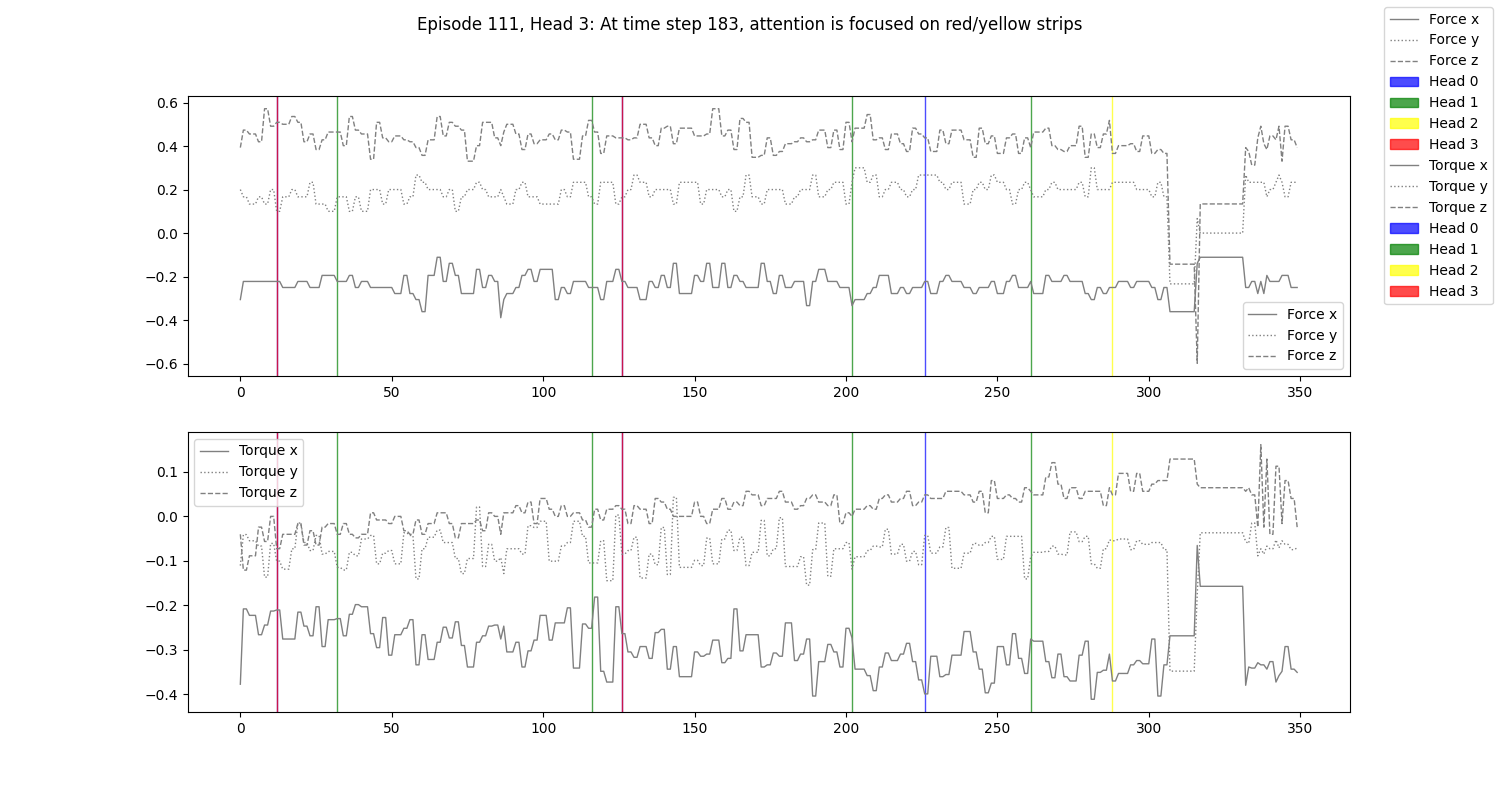 Episode 111, Head 3: At time step 183, attention is focused on red/yellow strips
Force x
Force y
Force z
Head 0
Head 1
Head 2
Head 3
Torque x
Torque y
Torque z
Head 0
Head 1
Head 2
Head 3
0.6
0.4
0.2
0.0
−0.2
−0.4
−0.6
Force x
Force y
Force z
0
50
100
150
200
250
300
350
Torque x
Torque y
Torque z
0.1
0.0
−0.1
−0.2
−0.3
−0.4
0
50
100
150
200
250
300
350